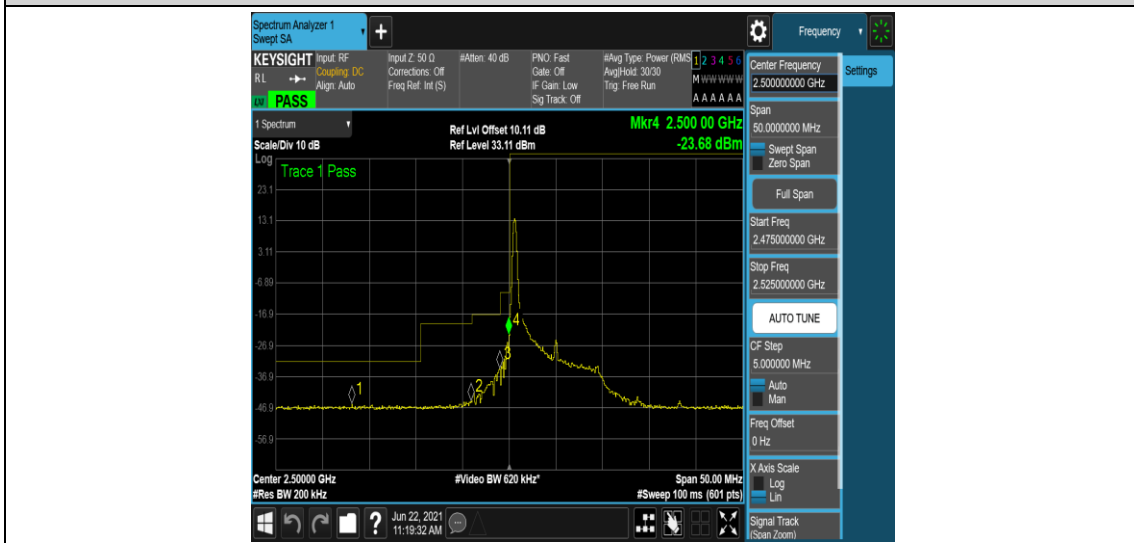 Spectrum Analyzer 1
Swept SA
Frequency
KEYSIGHT
RL
LXI
PASS
Input: RF
Coupling: DC
Align: Auto
Input Z: 50 Ω
Corrections: Off
Freq Ref: Int (S)
#Atten: 40 dB
PNO: Fast
Gate: Off
IF Gain: Low
Sig Track: Off
#Avg Type: Power (RMS
Avg|Hold: 30/30
Trig: Free Run
1 2 3 4 5 6
M W W W W W
A A A A A A
1 Spectrum
Scale/Div 10 dB
Ref Lvl Offset 10.11 dB
Ref Level 33.11 dBm
Mkr4 2.500 00 GHz
-23.68 dBm
Log
Trace 1 Pass
23.1
13.1
3.11
-6.89
-16.9
-26.9
-36.9
-46.9
-56.9
1
2
3
4
Center 2.50000 GHz
#Res BW 200 kHz
#Video BW 620 kHz*
Span 50.00 MHz
#Sweep 100 ms (601 pts)
?
Jun 22, 2021
11:19:32 AM
Center Frequency
2.500000000 GHz
Span
50.0000000 MHz
Swept Span
Zero Span
Full Span
Start Freq
2.475000000 GHz
Stop Freq
2.525000000 GHz
AUTO TUNE
CF Step
5.000000 MHz
Auto
Man
Freq Offset
0 Hz
X Axis Scale
Log
Lin
Signal Track
(Span Zoom)
Settings